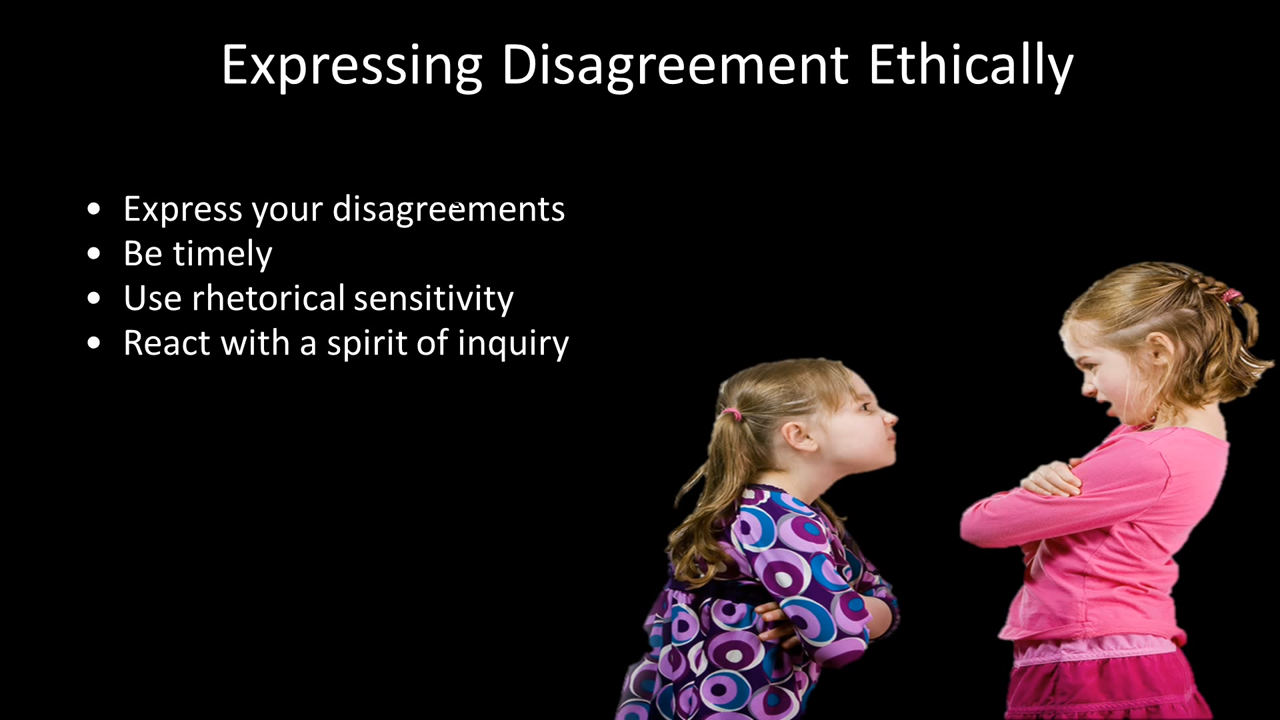 Expressing Disagreement Ethically
• Express your disagreements
• Be timely
• Use rhetorical sensitivity
• React with a spirit of inquiry